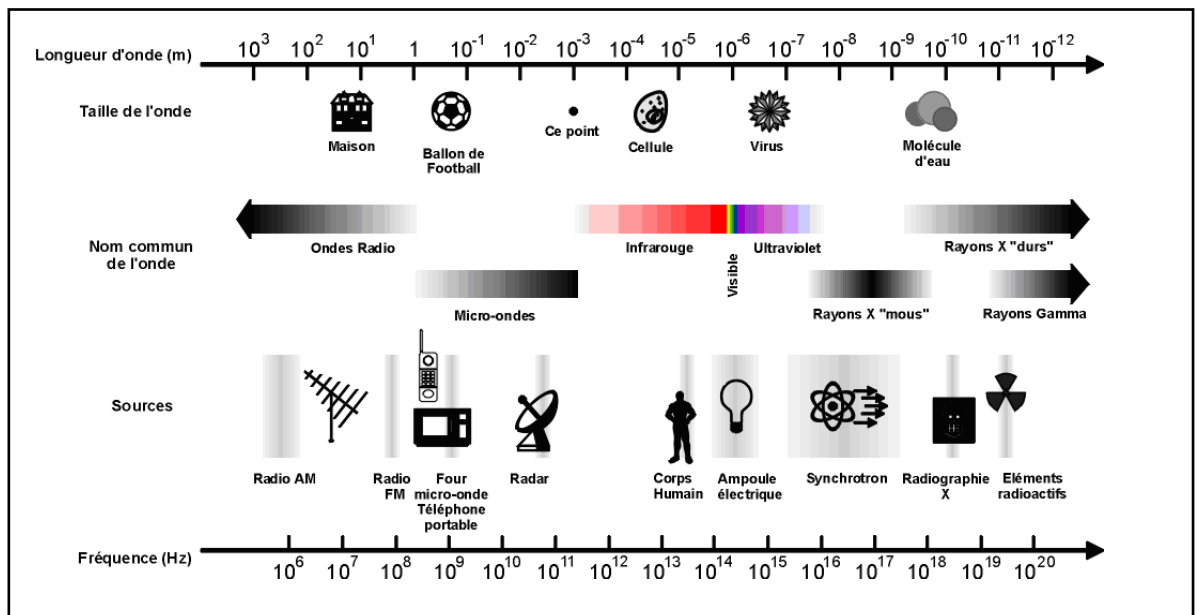 Longueur d'onde (m) 10³ 10² 10¹ 1 10⁻¹ 10⁻² 10⁻³ 10⁻⁴ 10⁻⁵ 10⁻⁶ 10⁻⁷ 10⁻⁸ 10⁻⁹ 10⁻¹⁰ 10⁻¹¹ 10⁻¹²
Taille de l'onde
Maison
Ballon de
Football
Ce point
Cellule
Virus
Molécule
d'eau
Nom commun
de l'onde
Ondes Radio
Infrarouge
Visible
Ultraviolet
Rayons X "durs"
Micro-ondes
Rayons X "mous"
Rayons Gamma
Sources
Radio AM
Radio
FM
Four
micro-onde
Téléphone
portable
Radar
Corps
Humain
Ampoule
électrique
Synchrotron
Radiographie
X
Eléments
radioactifs
Fréquence (Hz) 10⁶ 10⁷ 10⁸ 10⁹ 10¹⁰ 10¹¹ 10¹² 10¹³ 10¹⁴ 10¹⁵ 10¹⁶ 10¹⁷ 10¹⁸ 10¹⁹ 10²⁰